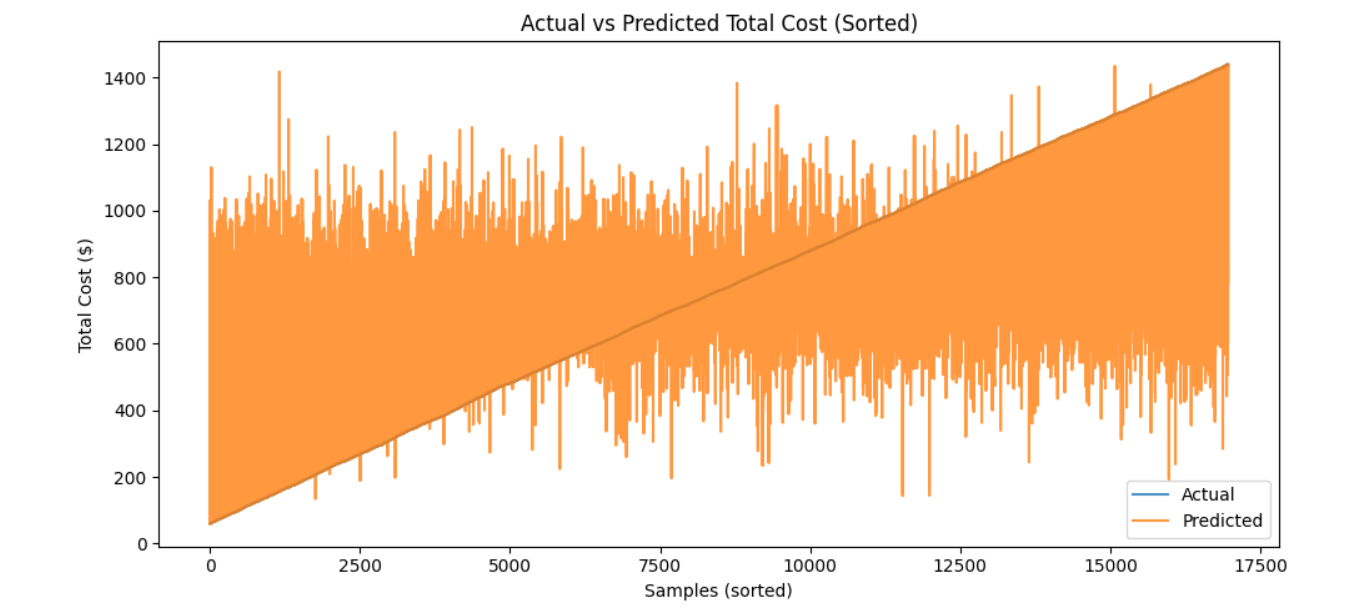 Actual vs Predicted Total Cost (Sorted)
Total Cost ($)
1400
1200
1000
800
600
400
200
0
Actual
Predicted
0 2500 5000 7500 10000 12500 15000 17500
Samples (sorted)